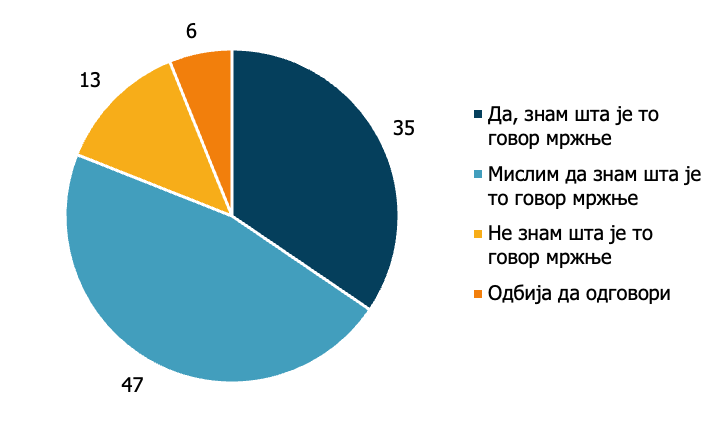 6
13
35
47
Да, знам шта је то
говор мржње
Мислим да знам шта је
то говор мржње
Не знам шта је то
говор мржње
Одбија да одговори